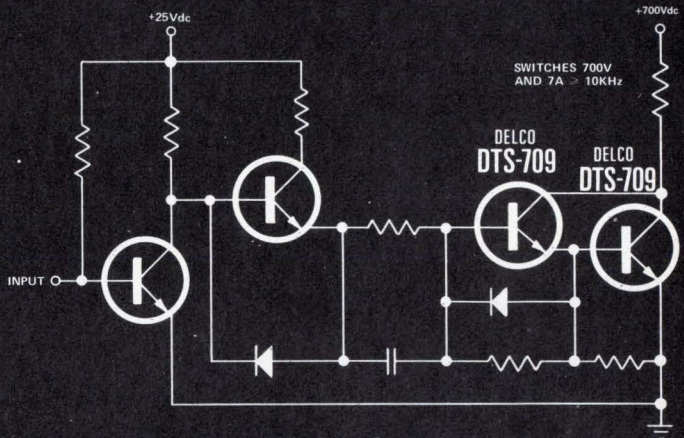 +25Vdc
+700Vdc
SWITCHES 700V
AND 7A ≥ 10KHz
DELCO
DTS-709
DELCO
DTS-709
INPUT